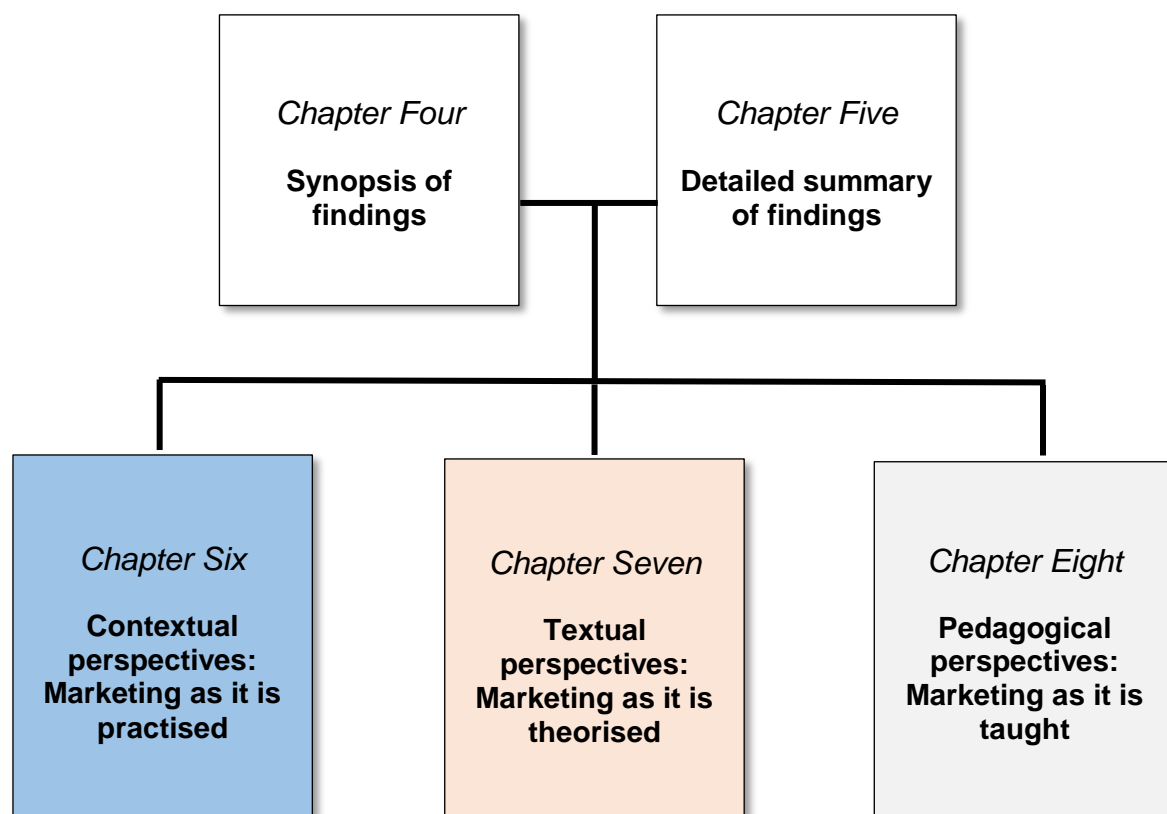 Chapter Four
Synopsis of
findings
Chapter Five
Detailed summary
of findings
Chapter Six
Contextual
perspectives:
Marketing as it is
practised
Chapter Seven
Textual
perspectives:
Marketing as it is
theorised
Chapter Eight
Pedagogical
perspectives:
Marketing as it is
taught